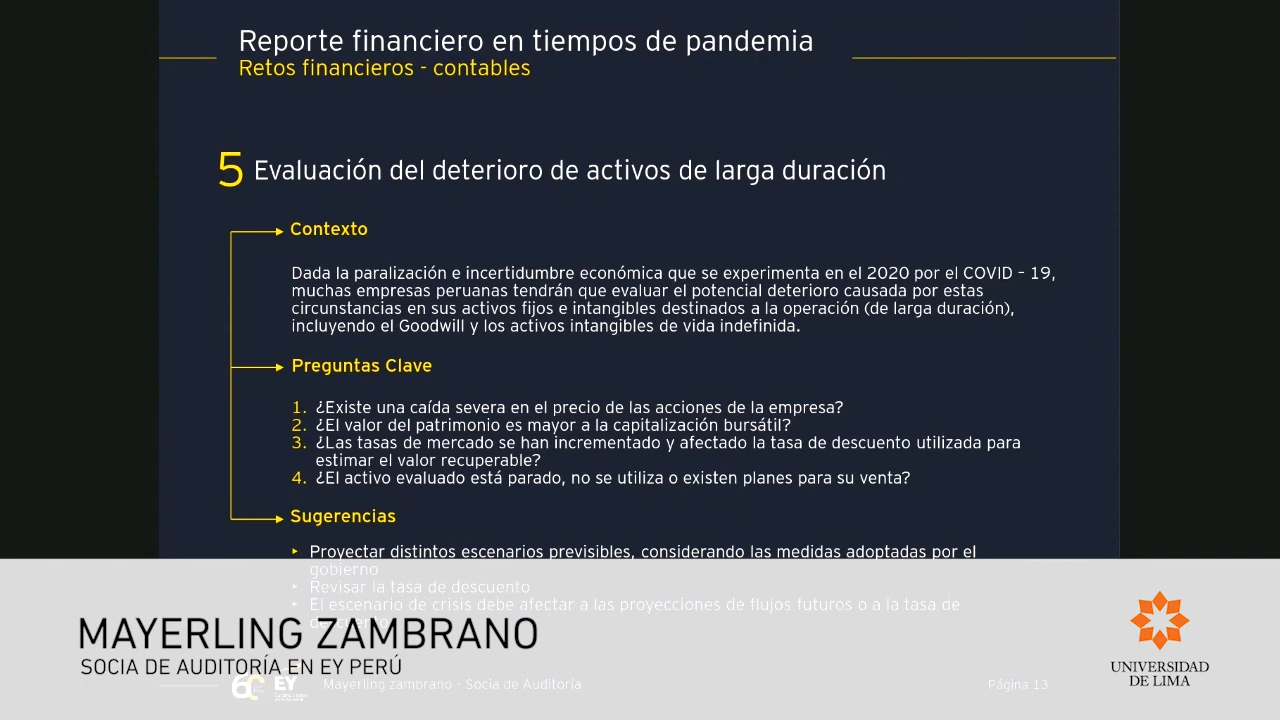 Reporte financiero en tiempos de pandemia
Retos financieros - contables
5 Evaluación del deterioro de activos de larga duración
Contexto
Dada la paralización e incertidumbre económica que se experimenta en el 2020 por el COVID – 19,
muchas empresas peruanas tendrán que evaluar el potencial deterioro causada por estas
circunstancias en sus activos fijos e intangibles destinados a la operación (de larga duración),
incluyendo el Goodwill y los activos intangibles de vida indefinida.
Preguntas Clave
1. ¿Existe una caída severa en el precio de las acciones de la empresa?
2. ¿El valor del patrimonio es mayor a la capitalización bursátil?
3. ¿Las tasas de mercado se han incrementado y afectado la tasa de descuento utilizada para
estimar el valor recuperable?
4. ¿El activo evaluado está parado, no se utiliza o existen planes para su venta?
Sugerencias
‣ Proyectar distintos escenarios previsibles, considerando las medidas adoptadas por el
gobierno
‣ Revisar la tasa de descuento
‣ El escenario de crisis debe afectar a las proyecciones de flujos futuros o a la tasa de
descuento
MAYERLING ZAMBRANO
SOCIA DE AUDITORÍA EN EY PERÚ
EY
Mayerling zambrano - Socia de Auditoría
Página 13
UNIVERSIDAD
DE LIMA